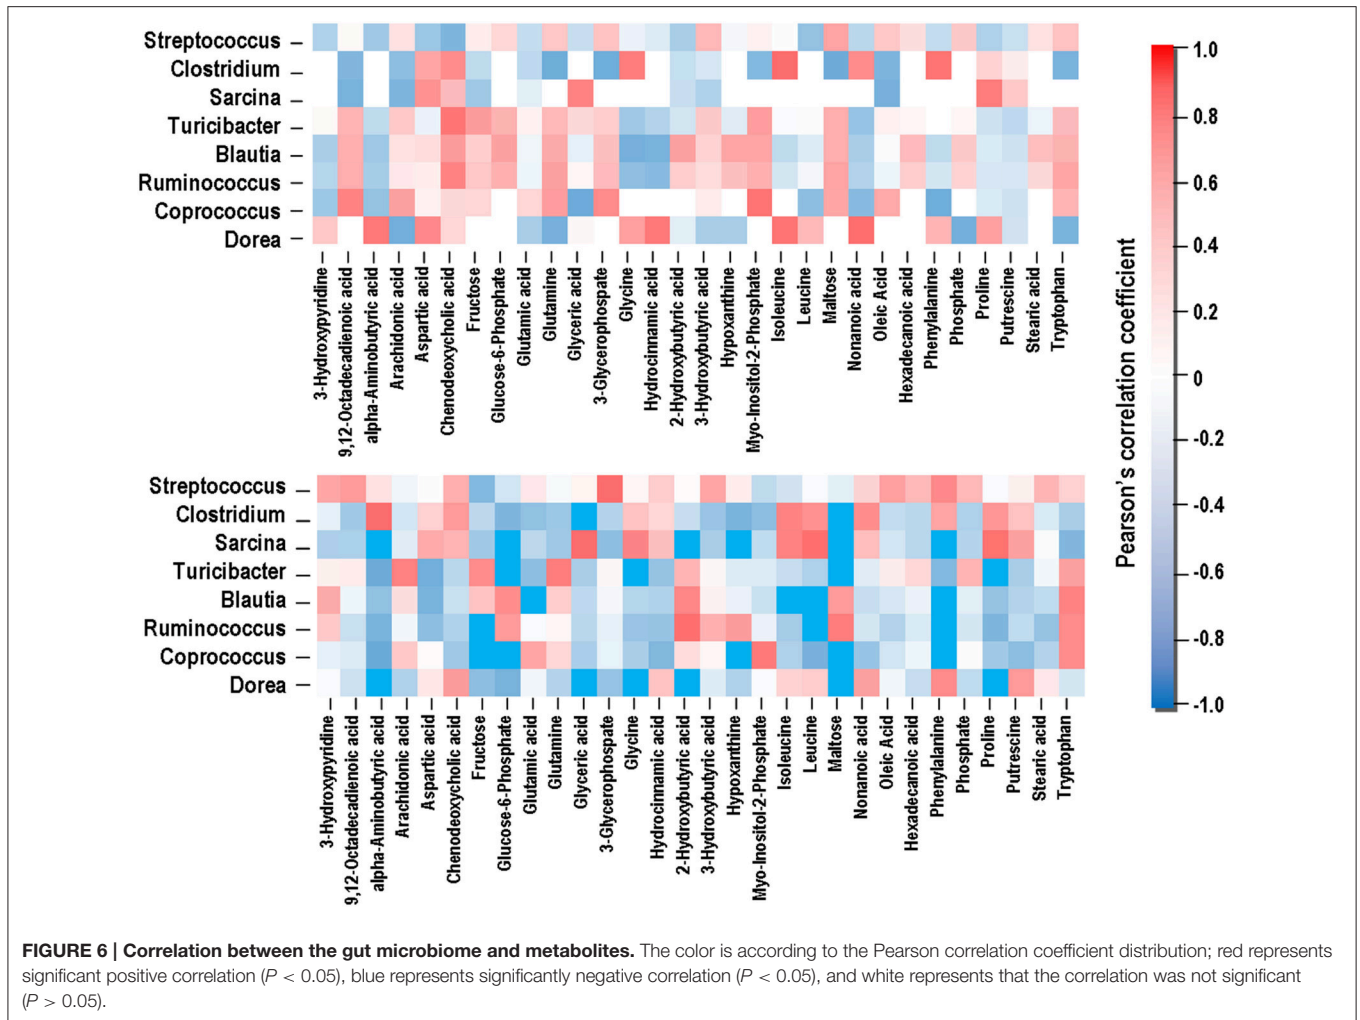 Streptococcus
Clostridium
Sarcina
Turicibacter
Blautia
Ruminococcus
Coprococcus
Dorea
3-Hydroxypyridine
9,12-Octadecadienoic acid
alpha-Aminobutyric acid
Arachidonic acid
Aspartic acid
Chenodeoxycholic acid
Fructose
Glucose-6-Phosphate
Glutamic acid
Glutamine
Glyceric acid
3-Glycerophospate
Glycine
Hydrocinnamic acid
2-Hydroxybutyric acid
3-Hydroxybutyric acid
Hypoxanthine
Myo-Inositol-2-Phosphate
Isoleucine
Leucine
Maltose
Nonanoic acid
Oleic Acid
Hexadecanoic acid
Phenylalanine
Phosphate
Proline
Putrescine
Stearic acid
Tryptophan
Streptococcus
Clostridium
Sarcina
Turicibacter
Blautia
Ruminococcus
Coprococcus
Dorea
3-Hydroxypyridine
9,12-Octadecadienoic acid
alpha-Aminobutyric acid
Arachidonic acid
Aspartic acid
Chenodeoxycholic acid
Fructose
Glucose-6-Phosphate
Glutamic acid
Glutamine
Glyceric acid
3-Glycerophospate
Glycine
Hydrocinnamic acid
2-Hydroxybutyric acid
3-Hydroxybutyric acid
Hypoxanthine
Myo-Inositol-2-Phosphate
Isoleucine
Leucine
Maltose
Nonanoic acid
Oleic Acid
Hexadecanoic acid
Phenylalanine
Phosphate
Proline
Putrescine
Stearic acid
Tryptophan
Pearson's correlation coefficient
1.0
0.8
0.6
0.4
0.2
0
-0.2
-0.4
-0.6
-0.8
-1.0
FIGURE 6 | Correlation between the gut microbiome and metabolites. The color is according to the Pearson correlation coefficient distribution; red represents
significant positive correlation (P < 0.05), blue represents significantly negative correlation (P < 0.05), and white represents that the correlation was not significant
(P > 0.05).